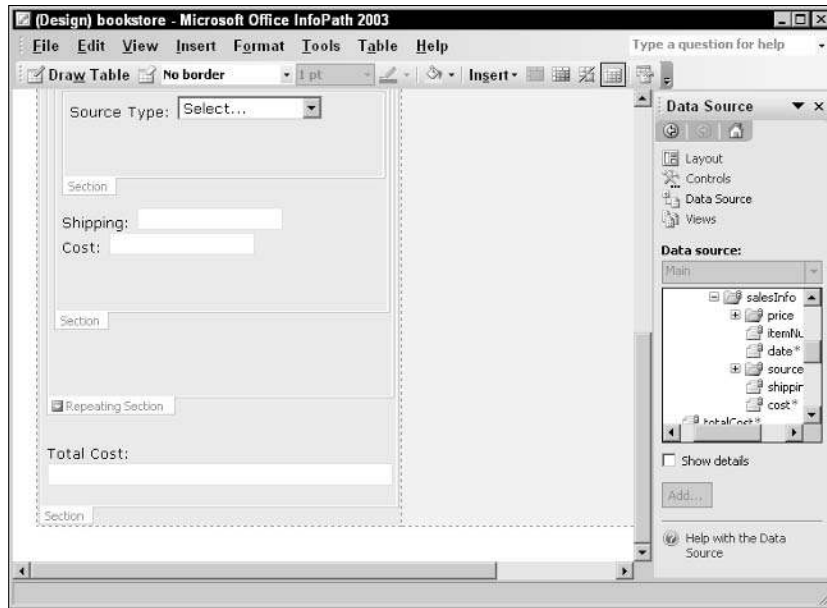 (Design) bookstore - Microsoft Office InfoPath 2003
File Edit View Insert Format Tools Table Help
Type a question for help
Draw Table No border 1 pt Insert
Source Type: Select...
Section
Shipping:
Cost:
Section
Repeating Section
Total Cost:
Section
Data Source
Layout
Controls
Data Source
Views
Data source:
Main
salesInfo
price
itemNu
date*
source
shippir
cost*
totalCost*
Show details
Add...
Help with the Data
Source